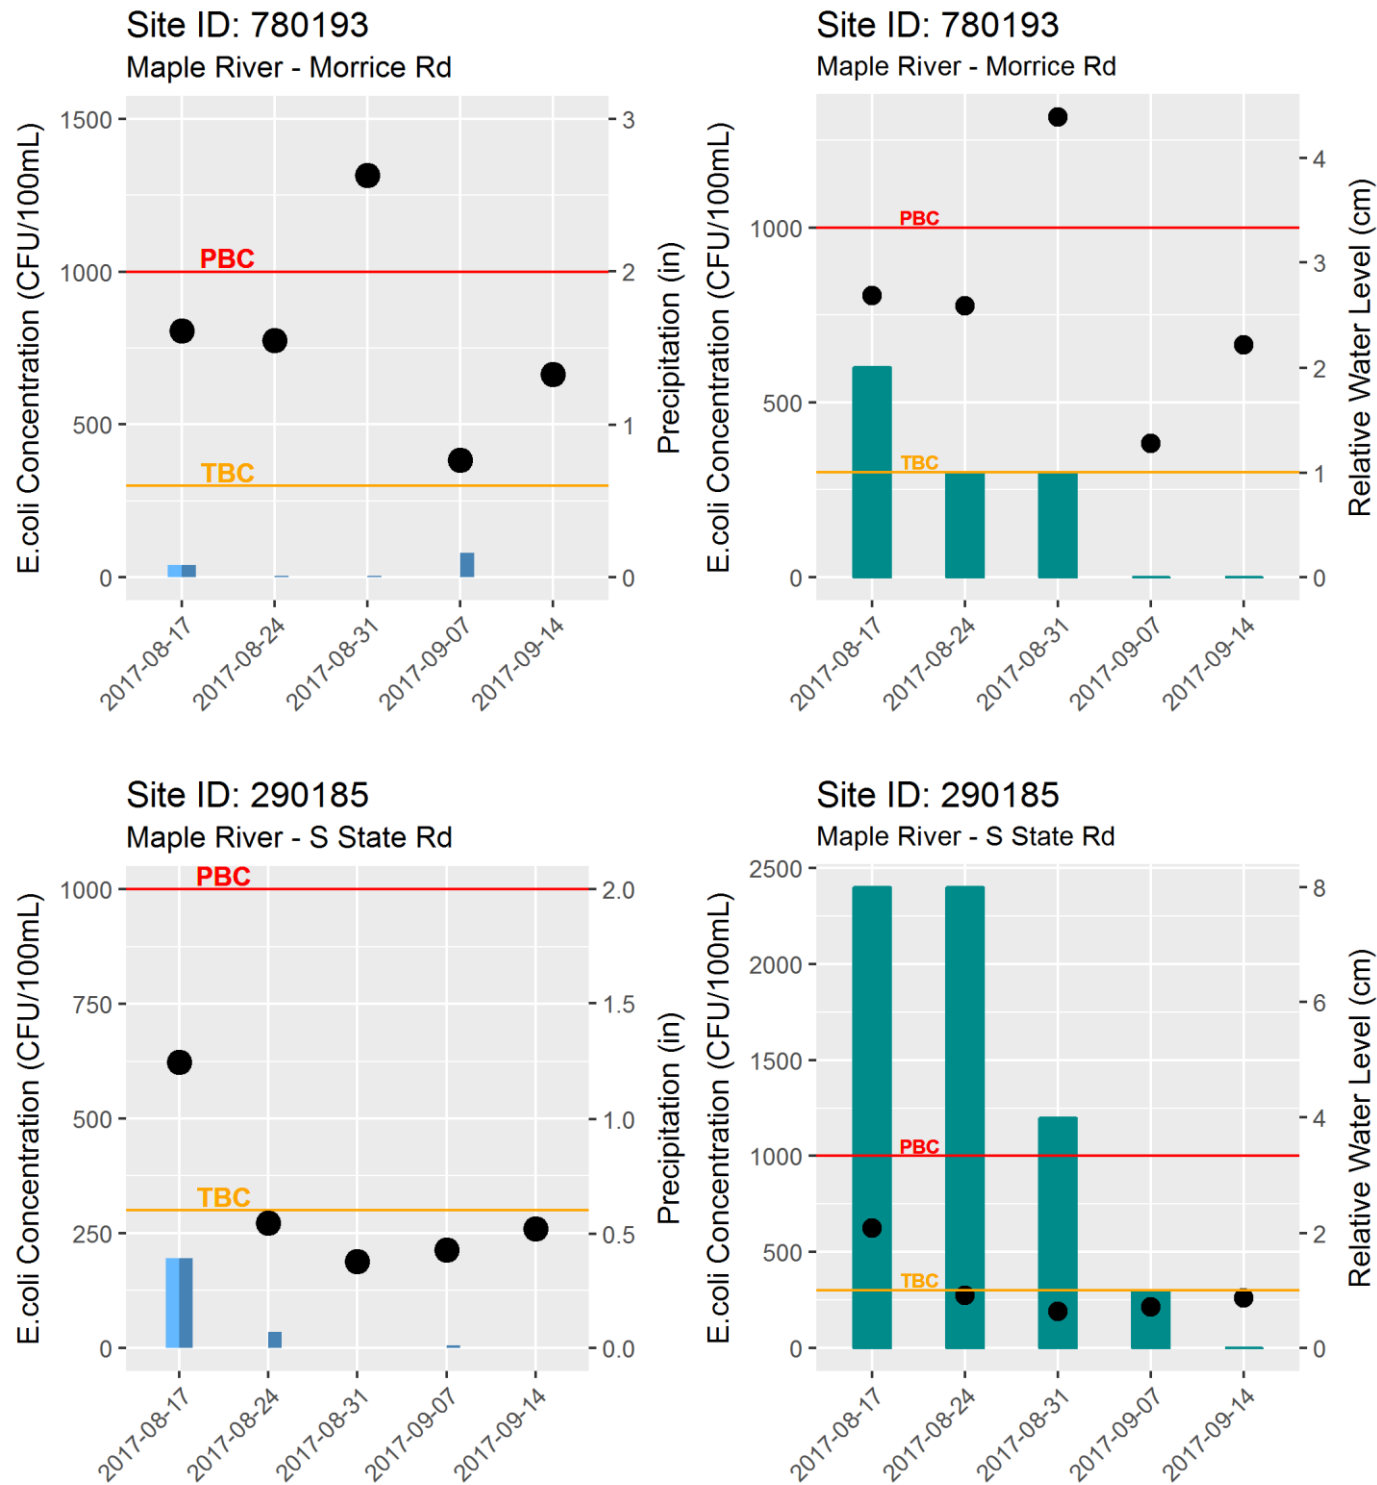 Site ID: 780193
Maple River - Morrice Rd
E.coli Concentration (CFU/100mL)
1500
1000
500
0
PBC
TBC
3
2
1
0
Precipitation (in)
2017-08-17
2017-08-24
2017-08-31
2017-09-07
2017-09-14
Site ID: 780193
Maple River - Morrice Rd
E.coli Concentration (CFU/100mL)
1000
500
0
PBC
TBC
4
3
2
1
0
Relative Water Level (cm)
2017-08-17
2017-08-24
2017-08-31
2017-09-07
2017-09-14
Site ID: 290185
Maple River - S State Rd
E.coli Concentration (CFU/100mL)
1000
750
500
250
0
PBC
TBC
2.0
1.5
1.0
0.5
0.0
Precipitation (in)
2017-08-17
2017-08-24
2017-08-31
2017-09-07
2017-09-14
Site ID: 290185
Maple River - S State Rd
E.coli Concentration (CFU/100mL)
2500
2000
1500
1000
500
0
PBC
TBC
8
6
4
2
0
Relative Water Level (cm)
2017-08-17
2017-08-24
2017-08-31
2017-09-07
2017-09-14